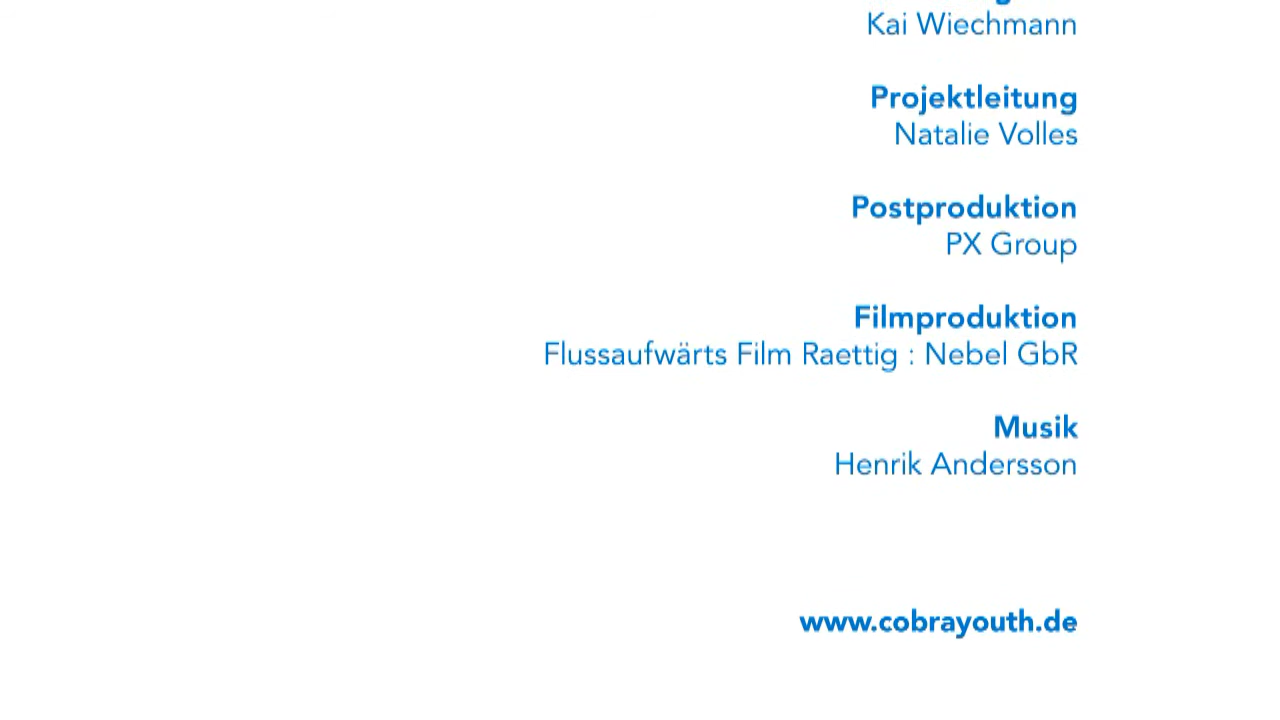 Kai Wiechmann
Projektleitung
Natalie Volles
Postproduktion
PX Group
Filmproduktion
Flussaufwärts Film Raettig : Nebel GbR
Musik
Henrik Andersson
www.cobrayouth.de